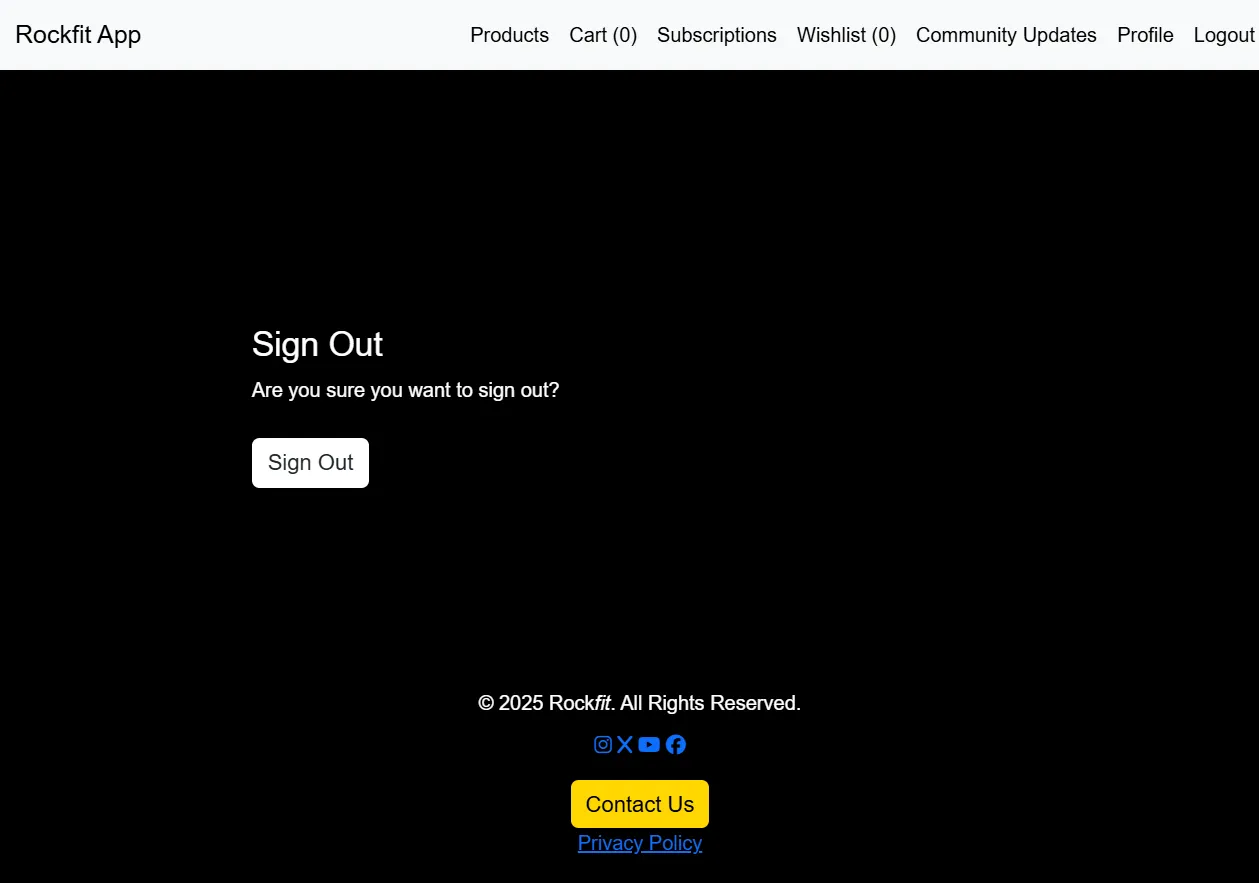 Rockfit App Products Cart (0) Subscriptions Wishlist (0) Community Updates Profile Logout
Sign Out
Are you sure you want to sign out?
Sign Out
© 2025 Rockfit. All Rights Reserved.
Contact Us
Privacy Policy